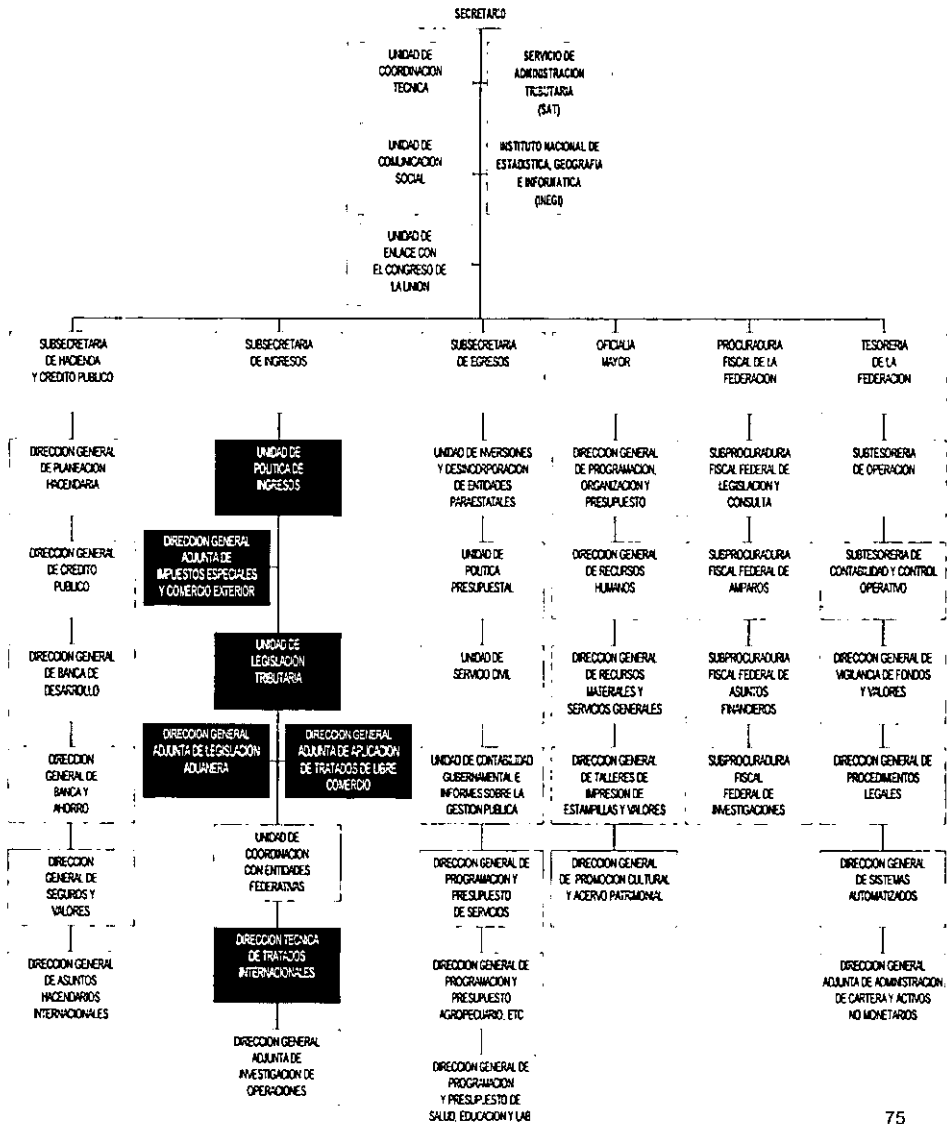 SECRETARIO
UNIDAD DE
COORDINACION
TECNICA
SERVICIO DE
ADMINISTRACION
TRIBUTARIA
(SAT)
UNIDAD DE
COMUNICACION
SOCIAL
INSTITUTO NACIONAL DE
ESTADISTICA, GEOGRAFIA
E INFORMATICA
(INEGI)
UNIDAD DE
ENLACE CON
EL CONGRESO DE
LA UNION
SUBSECRETARIA
DE HACIENDA
Y CREDITO PUBLICO
SUBSECRETARIA
DE INGRESOS
SUBSECRETARIA
DE EGRESOS
OFICIALIA
MAYOR
PROCURADURIA
FISCAL DE LA
FEDERACION
TESORERIA
DE LA
FEDERACION
DIRECCION GENERAL
DE PLANEACION
HACENDARIA
UNIDAD DE
POLITICA DE
INGRESOS
UNIDAD DE INVERSIONES
Y DESINCORPORACION
DE ENTIDADES
PARAESTATALES
DIRECCION GENERAL
DE PROGRAMACION,
ORGANIZACION Y
PRESUPUESTO
SUBPROCURADURIA
FISCAL FEDERAL DE
LEGISLACION Y
CONSULTA
SUBTESORERIA
DE OPERACION
DIRECCION GENERAL
DE CREDITO
PUBLICO
DIRECCION GENERAL
ADJUNTA DE
IMPUESTOS ESPECIALES
Y COMERCIO EXTERIOR
UNIDAD DE
POLITICA
PRESUPUESTAL
DIRECCION GENERAL
DE RECURSOS
HUMANOS
SUBPROCURADURIA
FISCAL FEDERAL DE
AMPAROS
SUBTESORERIA DE
CONTABILIDAD Y CONTROL
OPERATIVO
DIRECCION GENERAL
DE BANCA DE
DESARROLLO
UNIDAD DE
LEGISLACION
TRIBUTARIA
UNIDAD DE
SERVICIO CIVIL
DIRECCION GENERAL
DE RECURSOS
MATERIALES Y
SERVICIOS GENERALES
SUBPROCURADURIA
FISCAL FEDERAL DE
ASUNTOS
FINANCIEROS
DIRECCION GENERAL DE
VIGILANCIA DE FONDOS
Y VALORES
DIRECCION
GENERAL DE
BANCA Y
AHORRO
DIRECCION GENERAL
ADJUNTA DE LEGISLACION
ADUANERA
DIRECCION GENERAL
ADJUNTA DE APLICACION
DE TRATADOS DE LIBRE
COMERCIO
UNIDAD DE CONTABILIDAD
GUBERNAMENTAL E
INFORMES SOBRE LA
GESTION PUBLICA
DIRECCION GENERAL
DE TALLERES DE
IMPRESION DE
ESTAMPILLAS Y VALORES
SUBPROCURADURIA
FISCAL
FEDERAL DE
INVESTIGACIONES
DIRECCION GENERAL
DE PROCEDIMIENTOS
LEGALES
DIRECCION
GENERAL DE
SEGUROS Y
VALORES
UNIDAD DE
COORDINACION
CON ENTIDADES
FEDERATIVAS
DIRECCION GENERAL DE
PROGRAMACION Y
PRESUPUESTO
DE SERVICIOS
DIRECCION GENERAL
DE PROMOCION CULTURAL
Y ACERVO PATRIMONIAL
DIRECCION GENERAL
DE SISTEMAS
AUTOMATIZADOS
DIRECCION GENERAL
DE ASUNTOS
HACENDARIOS
INTERNACIONALES
DIRECCION TECNICA
DE TRATADOS
INTERNACIONALES
DIRECCION GENERAL DE
PROGRAMACION Y
PRESUPUESTO
AGROPECUARIO, ETC
DIRECCION GENERAL
ADJUNTA DE ADMINISTRACION
DE CARTERA Y ACTIVOS
NO MONETARIOS
DIRECCION GENERAL
ADJUNTA DE
INVESTIGACION DE
OPERACIONES
DIRECCION GENERAL DE
PROGRAMACION
Y PRESUPUESTO DE
SALUD, EDUCACION Y LAB
75